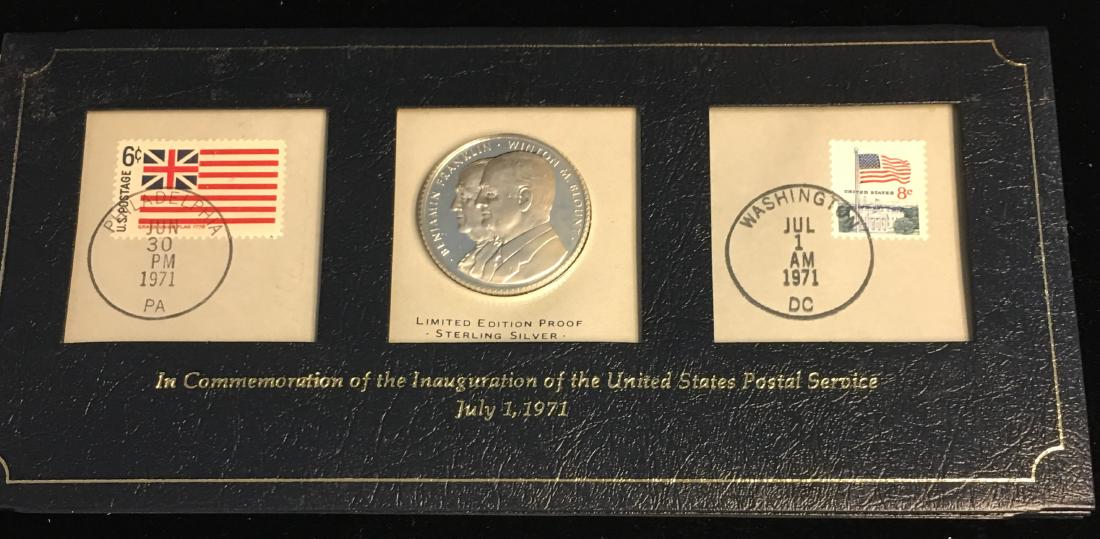 6¢
U.S. POSTAGE
PHILADELPHIA
JUN
30
PM
1971
PA
BENJAMIN FRANKLIN · WINTON M. BLOUNT
LIMITED EDITION PROOF
· STERLING SILVER ·
UNITED STATES 8c
WASHINGTON
JUL
1
AM
1971
DC
In Commemoration of the Inauguration of the United States Postal Service
July 1, 1971